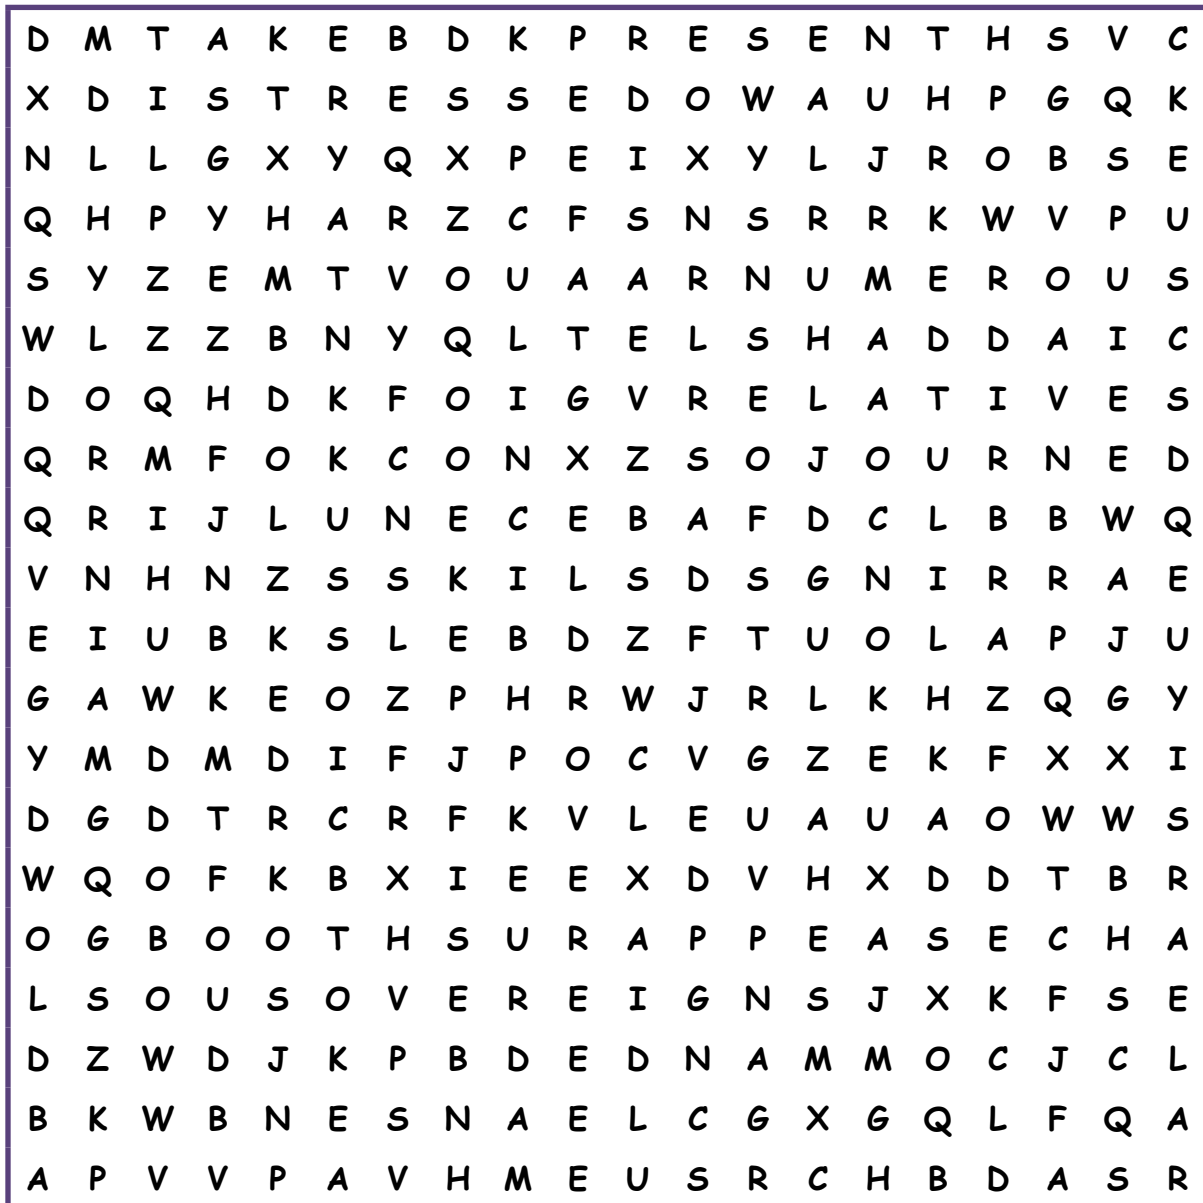 D M T A K E B D K P R E S E N T H S V C
X D I S T R E S S E D O W A U H P G Q K
N L L G X Y Q X P E I X Y L J R O B S E
Q H P Y H A R Z C F S N S R R K W V P U
S Y Z E M T V O U A A R N U M E R O U S
W L Z Z B N Y Q L T E L S H A D D A I C
D O Q H D K F O I G V R E L A T I V E S
Q R M F O K C O N X Z S O J O U R N E D
Q R I J L U N E C E B A F D C L B B W Q
V N H N Z S S K I L S D S G N I R R A E
E I U B K S L E B D Z F T U O L A P J U
G A W K E O Z P H R W J R L K H Z Q G Y
Y M D M D I F J P O C V G Z E K F X X I
D G D T R C R F K V L E U A U A O W W S
W Q O F K B X I E E X D V H X D D T B R
O G B O O T H S U R A P P E A S E C H A
L S O U S O V E R E I G N S J X K F S E
D Z W D J K P B D E D N A M M O C J C L
B K W B N E S N A E L C G X G Q L F Q A
A P V V P A V H M E U S R C H B D A S R